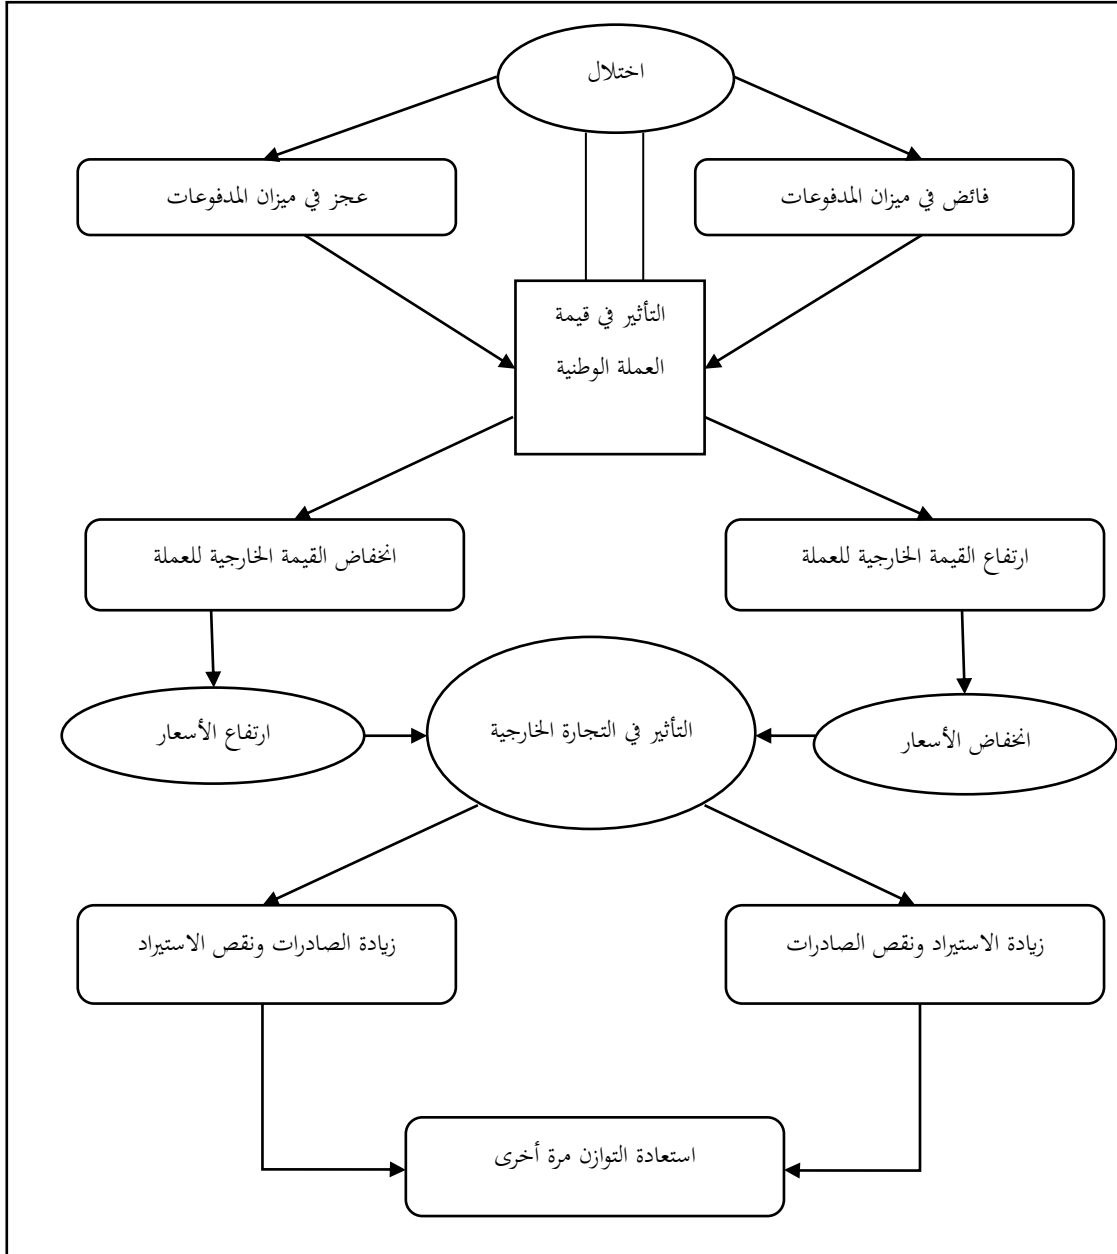 اختلال
فائض في ميزان المدفوعات
عجز في ميزان المدفوعات
التأثير في قيمة
العملة الوطنية
ارتفاع القيمة الخارجية للعملة
انخفاض القيمة الخارجية للعملة
انخفاض الأسعار
التأثير في التجارة الخارجية
ارتفاع الأسعار
زيادة الاستيراد ونقص الصادرات
زيادة الصادرات ونقص الاستيراد
استعادة التوازن مرة أخرى